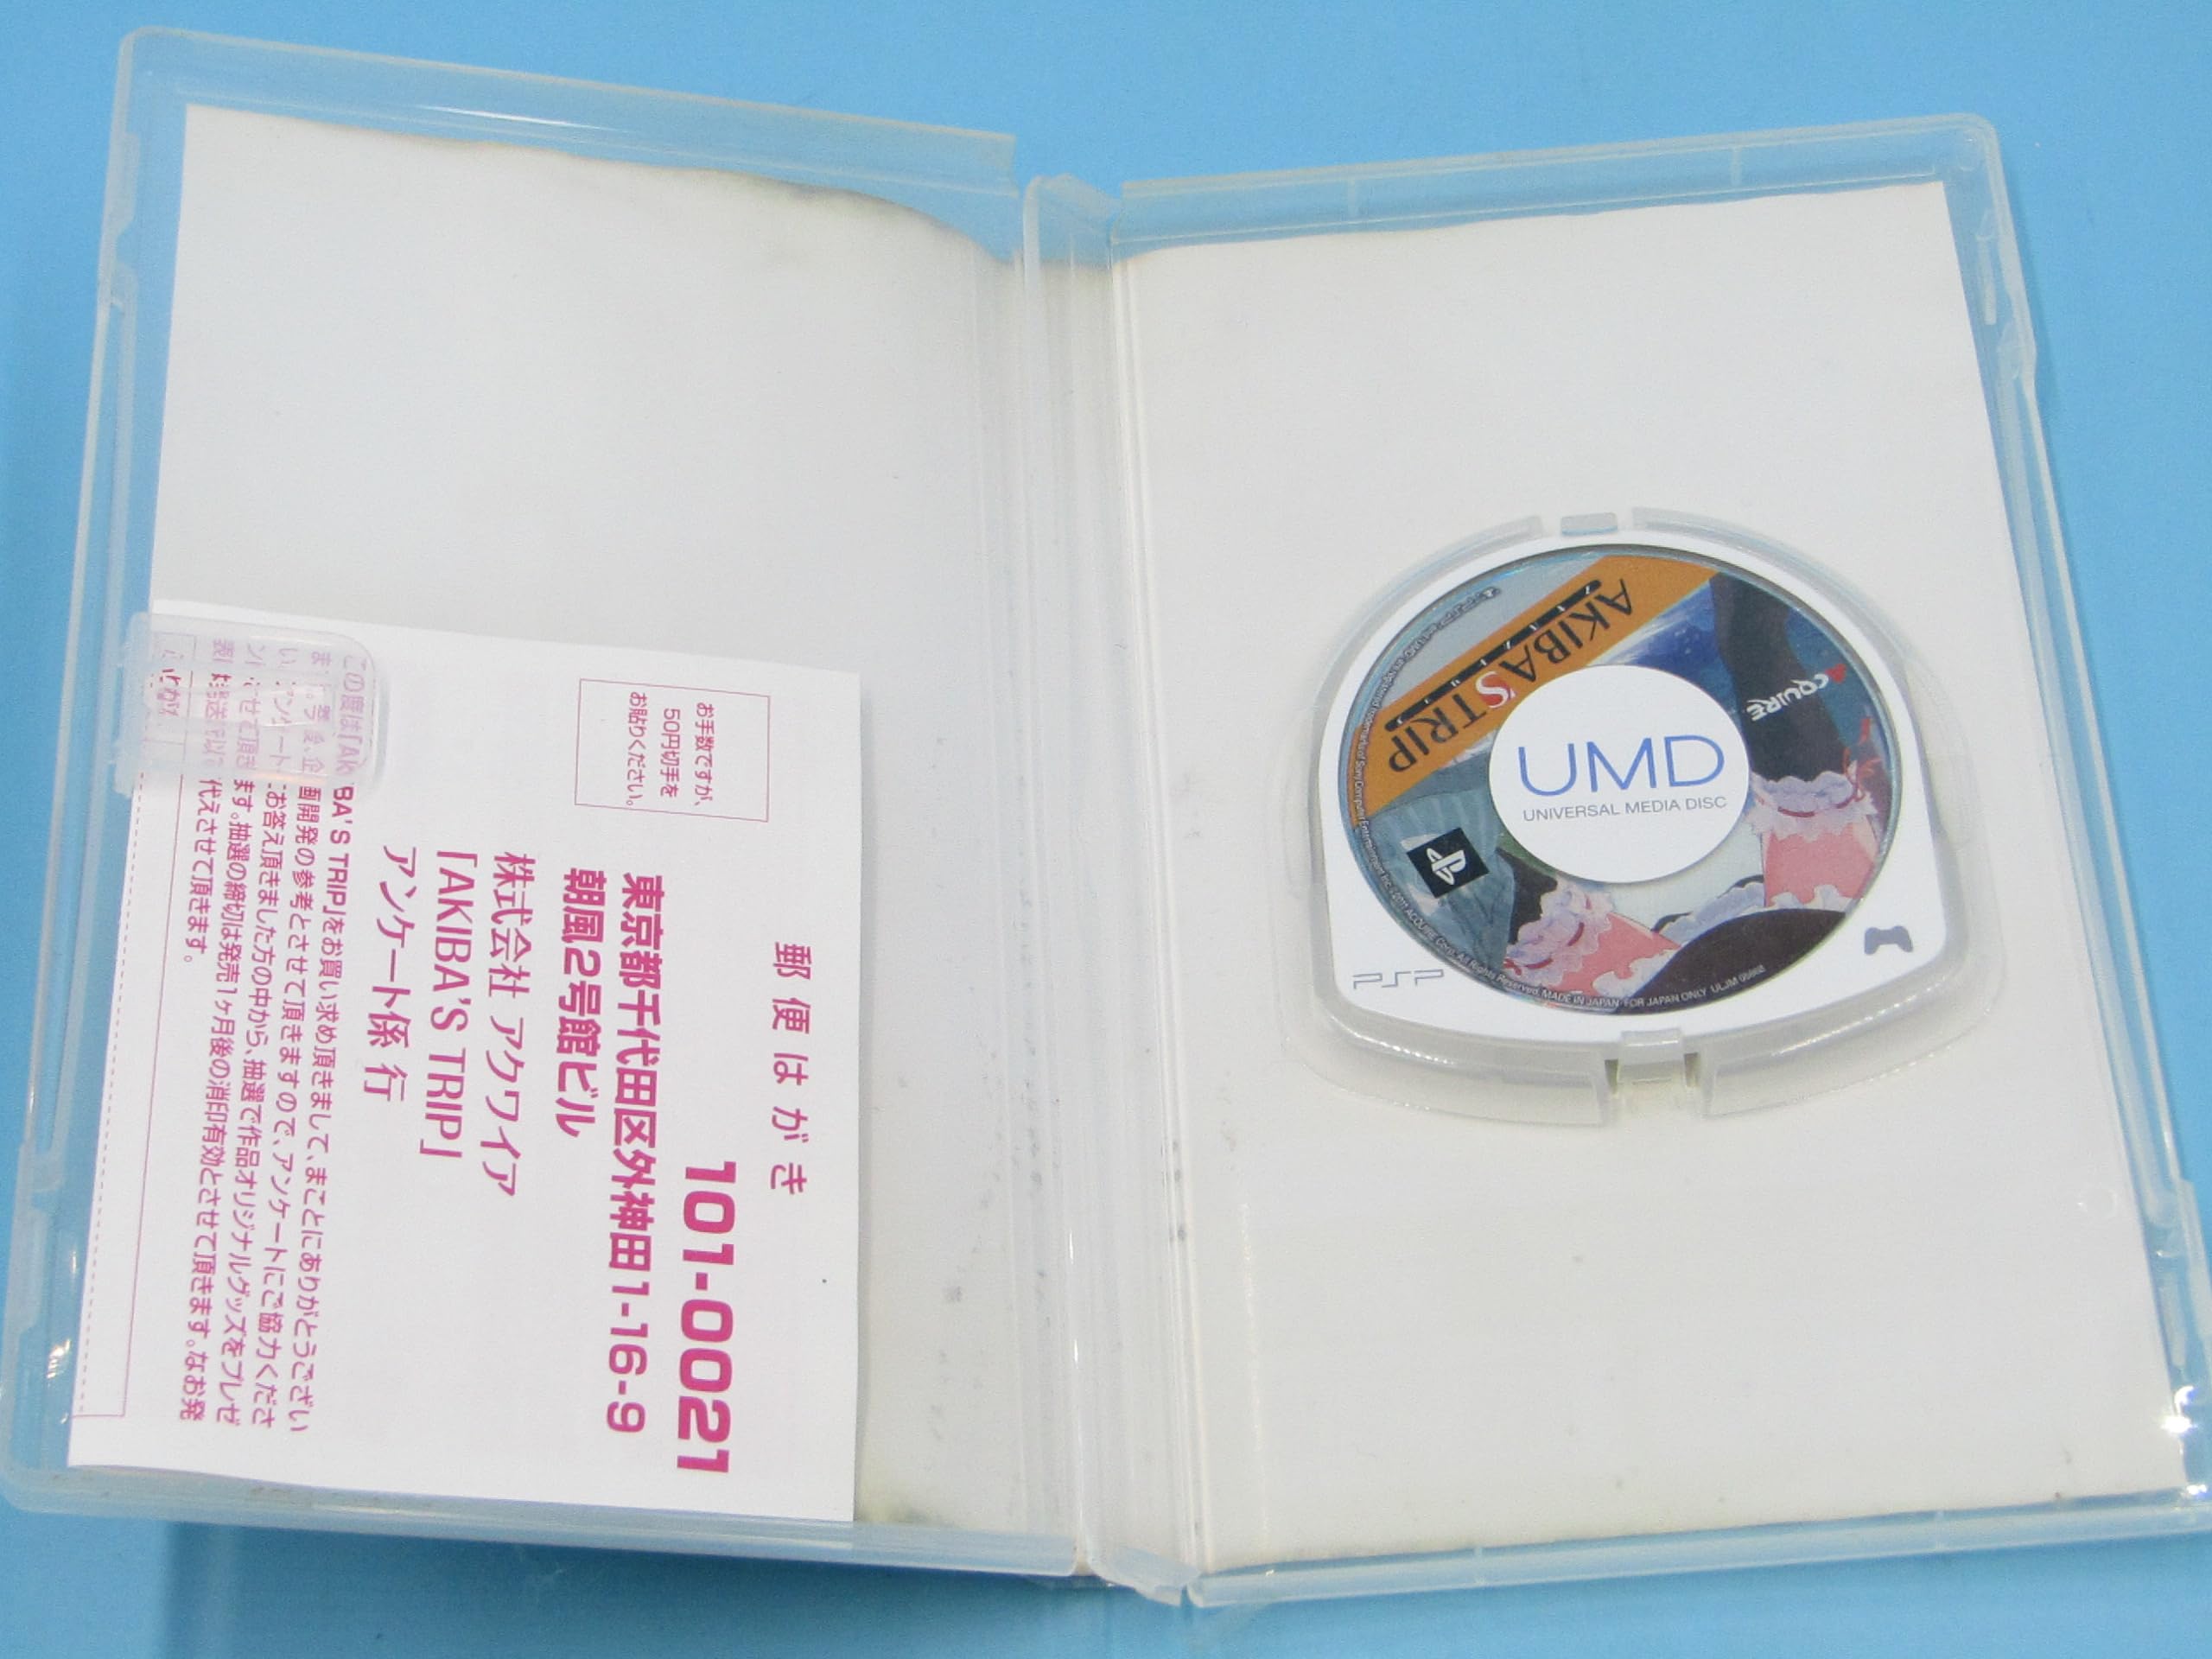 郵便はがき
101-0021
東京都千代田区外神田1-16-9
朝風2号館ビル
株式会社 アクワイア
「AKIBA'S TRIP」
アンケート係 行
お手数ですが、
50円切手を
お貼りください。
この度は「AKIBA'S TRIP」をお買い求め頂きまして、まことにありがとうござい
画開発の参考とさせて頂きますので、アンケートにご協力くださ
お答え頂きました方の中から、抽選で作品オリジナルグッズをプレゼ
ます。抽選の締切は発売1ヶ月後の消印有効とさせて頂きます。なお発
代えさせて頂きます。
AKIBA'S TRIP
ACQUIRE
UMD
UNIVERSAL MEDIA DISC
PSP
ACQUIRE Corp. All Rights Reserved. MADE IN JAPAN FOR JAPAN ONLY ULJM